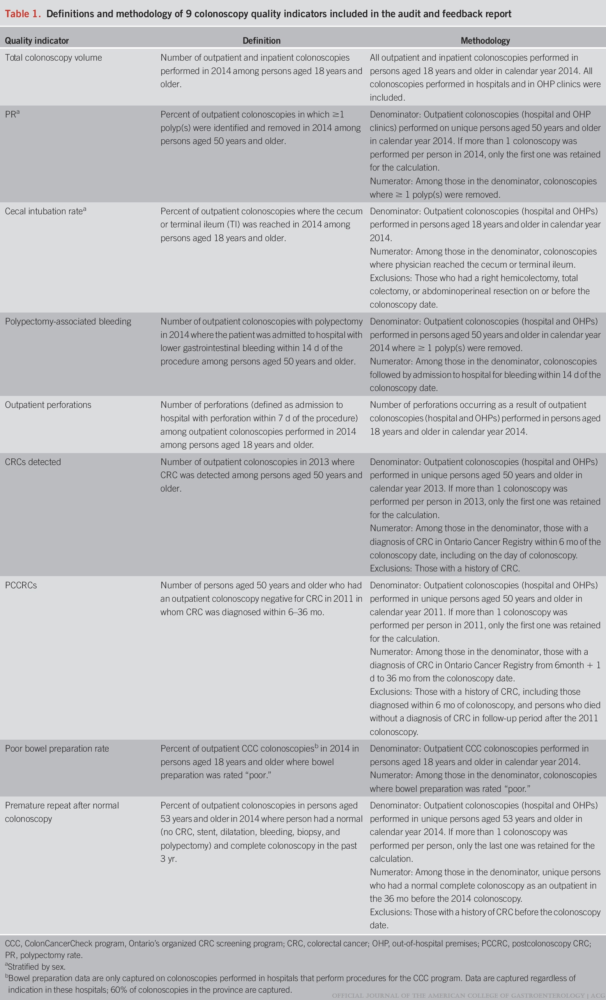 Table 1. Definitions and methodology of 9 colonoscopy quality indicators included in the audit and feedback report
Quality indicator
Definition
Methodology
Total colonoscopy volume
Number of outpatient and inpatient colonoscopies
performed in 2014 among persons aged 18 years and
older.
All outpatient and inpatient colonoscopies performed in
persons aged 18 years and older in calendar year 2014. All
colonoscopies performed in hospitals and in OHP clinics were
included.
PRa
Percent of outpatient colonoscopies in which ≥1
polyp(s) were identified and removed in 2014 among
persons aged 50 years and older.
Denominator: Outpatient colonoscopies (hospital and OHP
clinics) performed on unique persons aged 50 years and older
in calendar year 2014. If more than 1 colonoscopy was
performed per person in 2014, only the first one was retained
for the calculation.
Numerator: Among those in the denominator, colonoscopies
where ≥ 1 polyp(s) were removed.
Cecal intubation ratea
Percent of outpatient colonoscopies where the cecum
or terminal ileum (TI) was reached in 2014 among
persons aged 18 years and older.
Denominator: Outpatient colonoscopies (hospital and OHPs)
performed in persons aged 18 years and older in calendar year
2014.
Numerator: Among those in the denominator, colonoscopies
where physician reached the cecum or terminal ileum.
Exclusions: Those who had a right hemicolectomy, total
colectomy, or abdominoperineal resection on or before the
colonoscopy date.
Polypectomy-associated bleeding
Number of outpatient colonoscopies with polypectomy
in 2014 where the patient was admitted to hospital with
lower gastrointestinal bleeding within 14 d of the
procedure among persons aged 50 years and older.
Denominator: Outpatient colonoscopies (hospital and OHPs)
performed in persons aged 50 years and older in calendar year
2014 where ≥ 1 polyp(s) were removed.
Numerator: Among those in the denominator, colonoscopies
followed by admission to hospital for bleeding within 14 d of the
colonoscopy date.
Outpatient perforations
Number of perforations (defined as admission to
hospital with perforation within 7 d of the procedure)
among outpatient colonoscopies performed in 2014
among persons aged 18 years and older.
Number of perforations occurring as a result of outpatient
colonoscopies (hospital and OHPs) performed in persons aged
18 years and older in calendar year 2014.
CRCs detected
Number of outpatient colonoscopies in 2013 where
CRC was detected among persons aged 50 years and
older.
Denominator: Outpatient colonoscopies (hospital and OHPs)
performed in unique persons aged 50 years and older in
calendar year 2013. If more than 1 colonoscopy was
performed per person in 2013, only the first one was retained
for the calculation.
Numerator: Among those in the denominator, those with a
diagnosis of CRC in Ontario Cancer Registry within 6 mo of the
colonoscopy date, including on the day of colonoscopy.
Exclusions: Those with a history of CRC.
PCCRCs
Number of persons aged 50 years and older who had
an outpatient colonoscopy negative for CRC in 2011 in
whom CRC was diagnosed within 6–36 mo.
Denominator: Outpatient colonoscopies (hospital and OHPs)
performed in unique persons aged 50 years and older in
calendar year 2011. If more than 1 colonoscopy was
performed per person in 2011, only the first one was retained
for the calculation.
Numerator: Among those in the denominator, those with a
diagnosis of CRC in Ontario Cancer Registry from 6month + 1
d to 36 mo from the colonoscopy date.
Exclusions: Those with a history of CRC, including those
diagnosed within 6 mo of colonoscopy, and persons who died
without a diagnosis of CRC in follow-up period after the 2011
colonoscopy.
Poor bowel preparation rate
Percent of outpatient CCC colonoscopiesb in 2014 in
persons aged 18 years and older where bowel
preparation was rated “poor.”
Denominator: Outpatient CCC colonoscopies performed in
persons aged 18 years and older in calendar year 2014.
Numerator: Among those in the denominator, colonoscopies
where bowel preparation was rated “poor.”
Premature repeat after normal
colonoscopy
Percent of outpatient colonoscopies in persons aged
53 years and older in 2014 where person had a normal
(no CRC, stent, dilatation, bleeding, biopsy, and
polypectomy) and complete colonoscopy in the past
3 yr.
Denominator: Outpatient colonoscopies (hospital and OHPs)
performed in unique persons aged 53 years and older in
calendar year 2014. If more than 1 colonoscopy was
performed per person, only the last one was retained for the
calculation.
Numerator: Among those in the denominator, unique persons
who had a normal complete colonoscopy as an outpatient in
the 36 mo before the 2014 colonoscopy.
Exclusions: Those with a history of CRC before the colonoscopy
date.
CCC, ColonCancerCheck program, Ontario’s organized CRC screening program; CRC, colorectal cancer; OHP, out-of-hospital premises; PCCRC, postcolonoscopy CRC;
PR, polypectomy rate.
aStratified by sex.
bBowel preparation data are only captured on colonoscopies performed in hospitals that perform procedures for the CCC program. Data are captured regardless of
indication in these hospitals; 60% of colonoscopies in the province are captured.
OFFICIAL JOURNAL OF THE AMERICAN COLLEGE OF GASTROENTEROLOGY | ACG